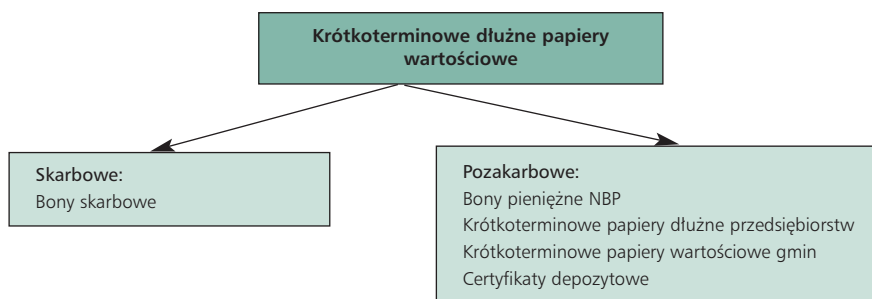 Krótkoterminowe dłużne papiery
wartościowe
Skarbowe:
Bony skarbowe
Pozakarbowe:
Bony pieniężne NBP
Krótkoterminowe papiery dłużne przedsiębiorstw
Krótkoterminowe papiery wartościowe gmin
Certyfikaty depozytowe